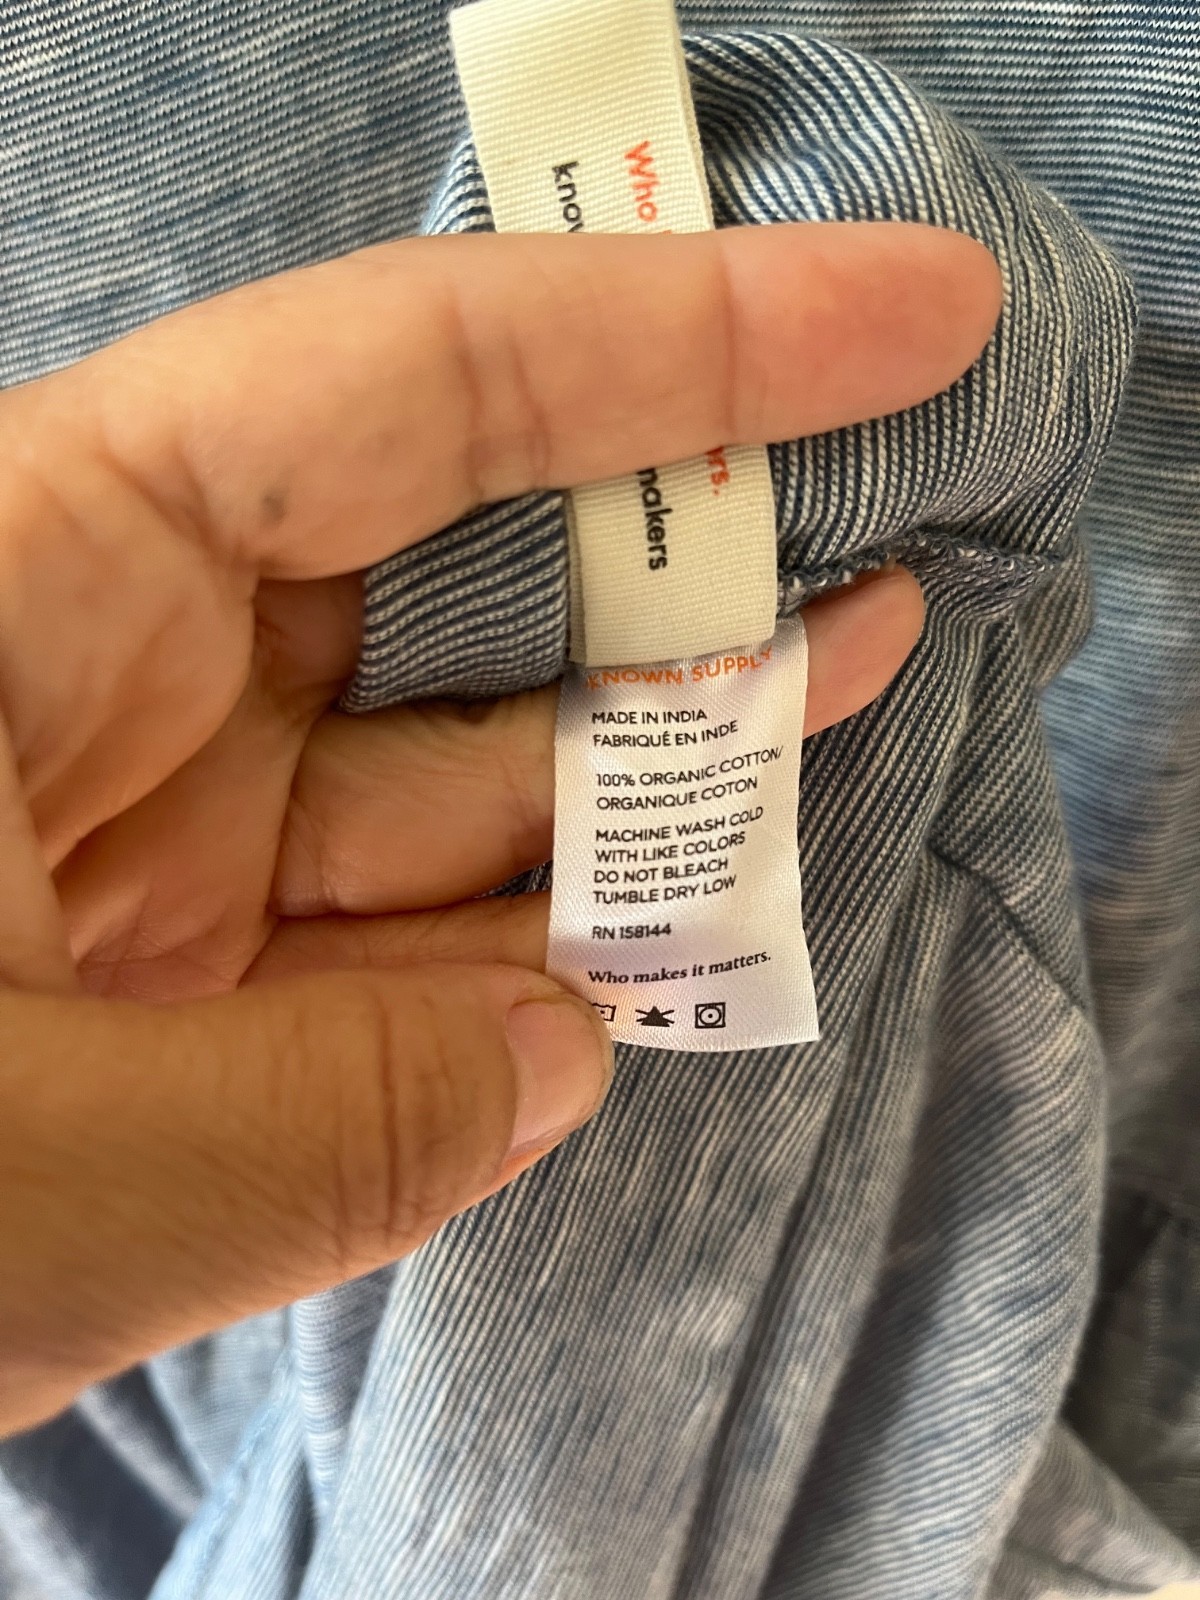 Who
makers
KNOWN SUPPLY
MADE IN INDIA
FABRIQUÉ EN INDE
100% ORGANIC COTTON/
ORGANIQUE COTON
MACHINE WASH COLD
WITH LIKE COLORS
DO NOT BLEACH
TUMBLE DRY LOW
RN 158144
Who makes it matters.